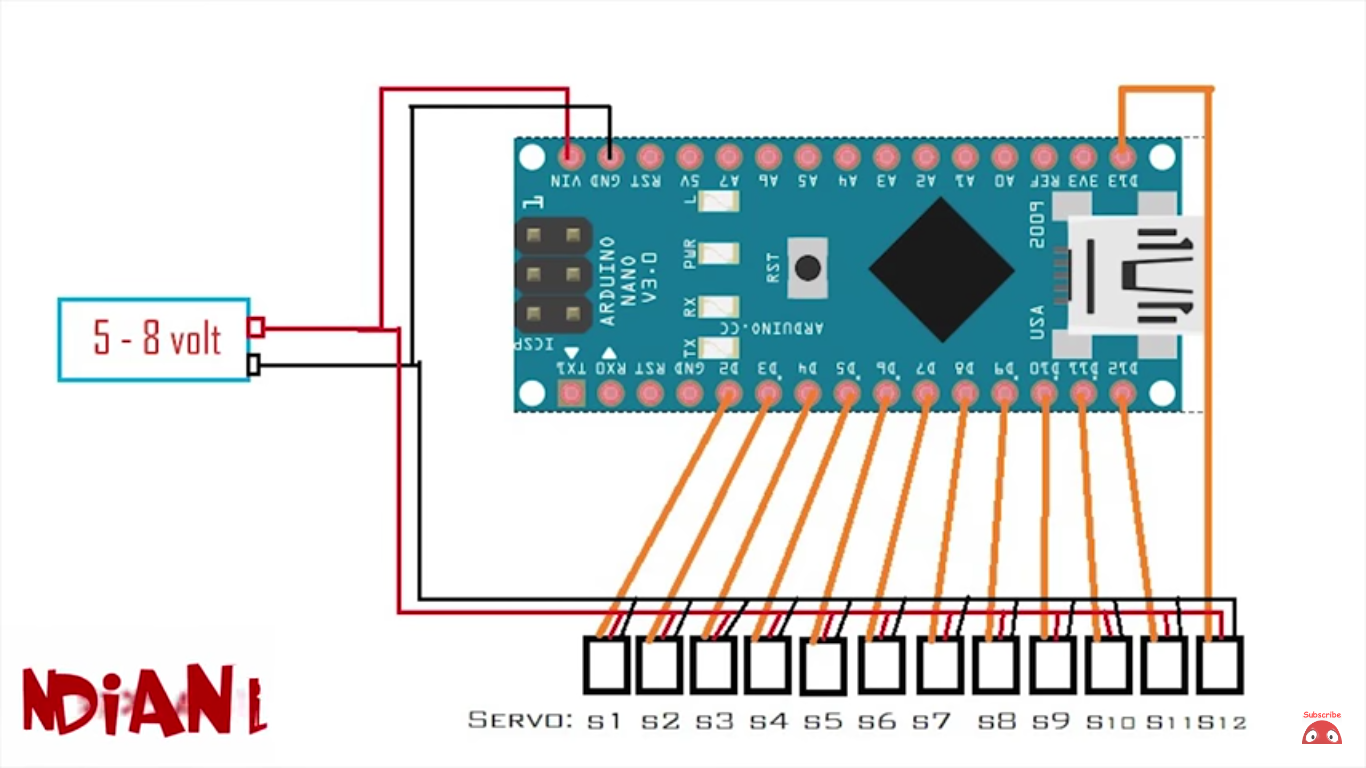 VIN GND RST 5V A7 A6 A5 A4 A3 A2 A1 A0 REF 3V3 D13
1
L
PWR
RX
TX
ARDUINO
NANO
V3.0
RST
ARDUINO.CC
2009
USA
ICSP
TX1 RX0 RST GND D2 D3 D4 D5 D6 D7 D8 D9 D10 D11 D12
5 - 8 volt
NDiAN
SERVO: S1 S2 S3 S4 S5 S6 S7 S8 S9 S10 S11 S12
Subscribe